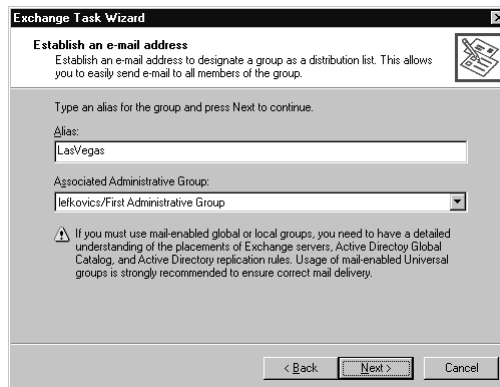 Exchange Task Wizard
Establish an e-mail address
Establish an e-mail address to designate a group as a distribution list. This allows
you to easily send e-mail to all members of the group.
Type an alias for the group and press Next to continue.
Alias:
LasVegas
Associated Administrative Group:
lefkovics/First Administrative Group
If you must use mail-enabled global or local groups, you need to have a detailed
understanding of the placements of Exchange servers, Active Directoy Global
Catalog, and Active Directory replication rules. Usage of mail-enabled Universal
groups is strongly recommended to ensure correct mail delivery.
< Back
Next >
Cancel